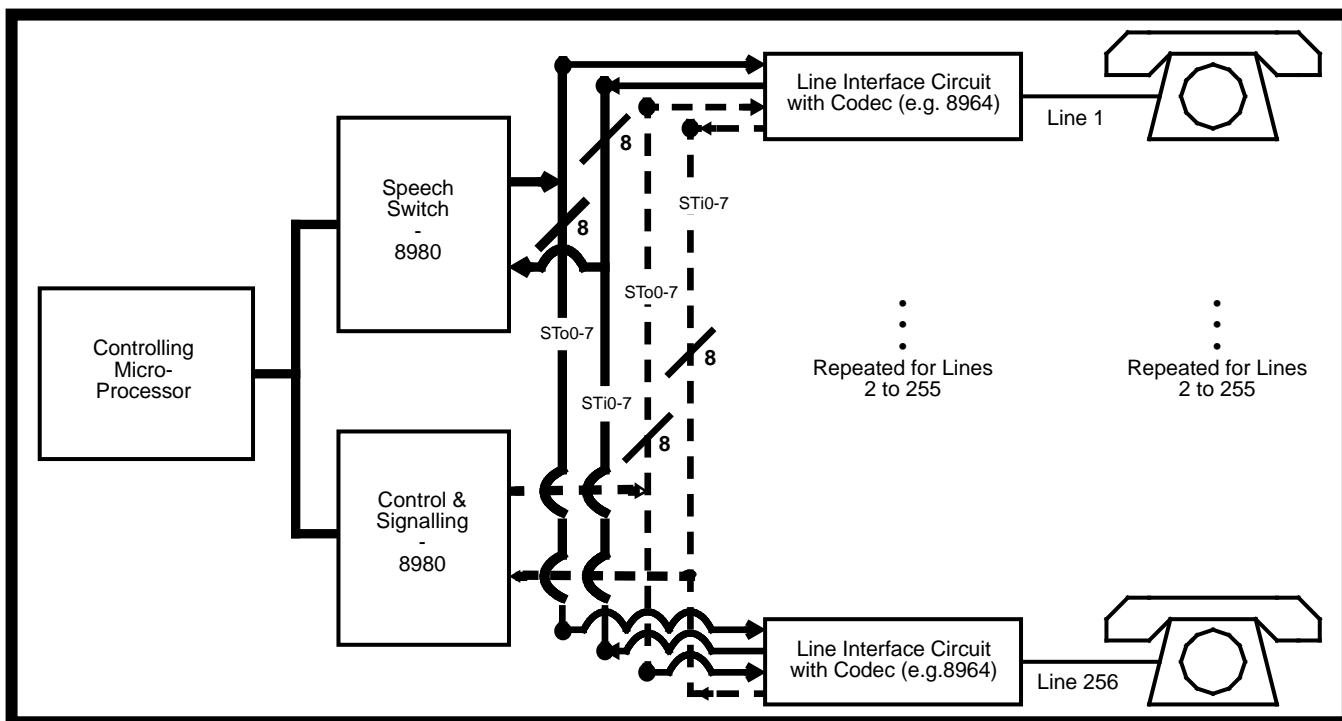 Line Interface Circuit
with Codec (e.g. 8964)
Line 1
8
Speech
Switch
-
8980
8
STi0-7
STo0-7
STo0-7
8
Controlling
Micro-
Processor
Repeated for Lines
2 to 255
Repeated for Lines
2 to 255
STi0-7
8
Control &
Signalling
-
8980
Line Interface Circuit
with Codec (e.g.8964)
Line 256